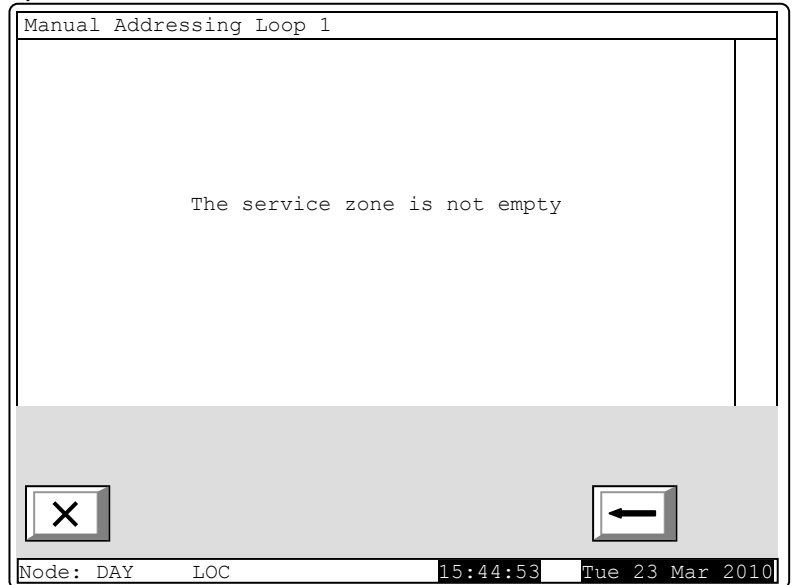 Manual Addressing Loop 1
The service zone is not empty
Node: DAY LOC 15:44:53 Tue 23 Mar 2010